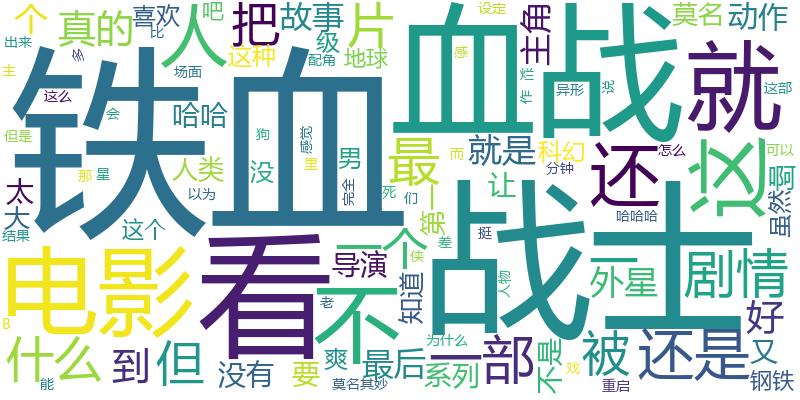 个 喜欢 比 吧 把 故事 片 级 设定 莫名 动作
出来 真的 人 这种 配角 地球 主角
主 多 场面 感 作 异形 这部
铁血 血战 就
这么 哈哈
但是 会 狗 感觉 里 男 最 就是 科幻 怎么 可以
那 星 人类 没 完全 还 这 而 分钟
太 以为 死 们 让 虽然
大 这个 第一 哈哈哈
结果 战士
电影 看 不 一个 差 挺 侠 人物 外星 剧情
导演 知道 好
B 老 为什么
什么 到 但 没有 要 爽 最后 一部 不是 被 还是 又
能 莫名其妙 系列 戏 重启 钢铁